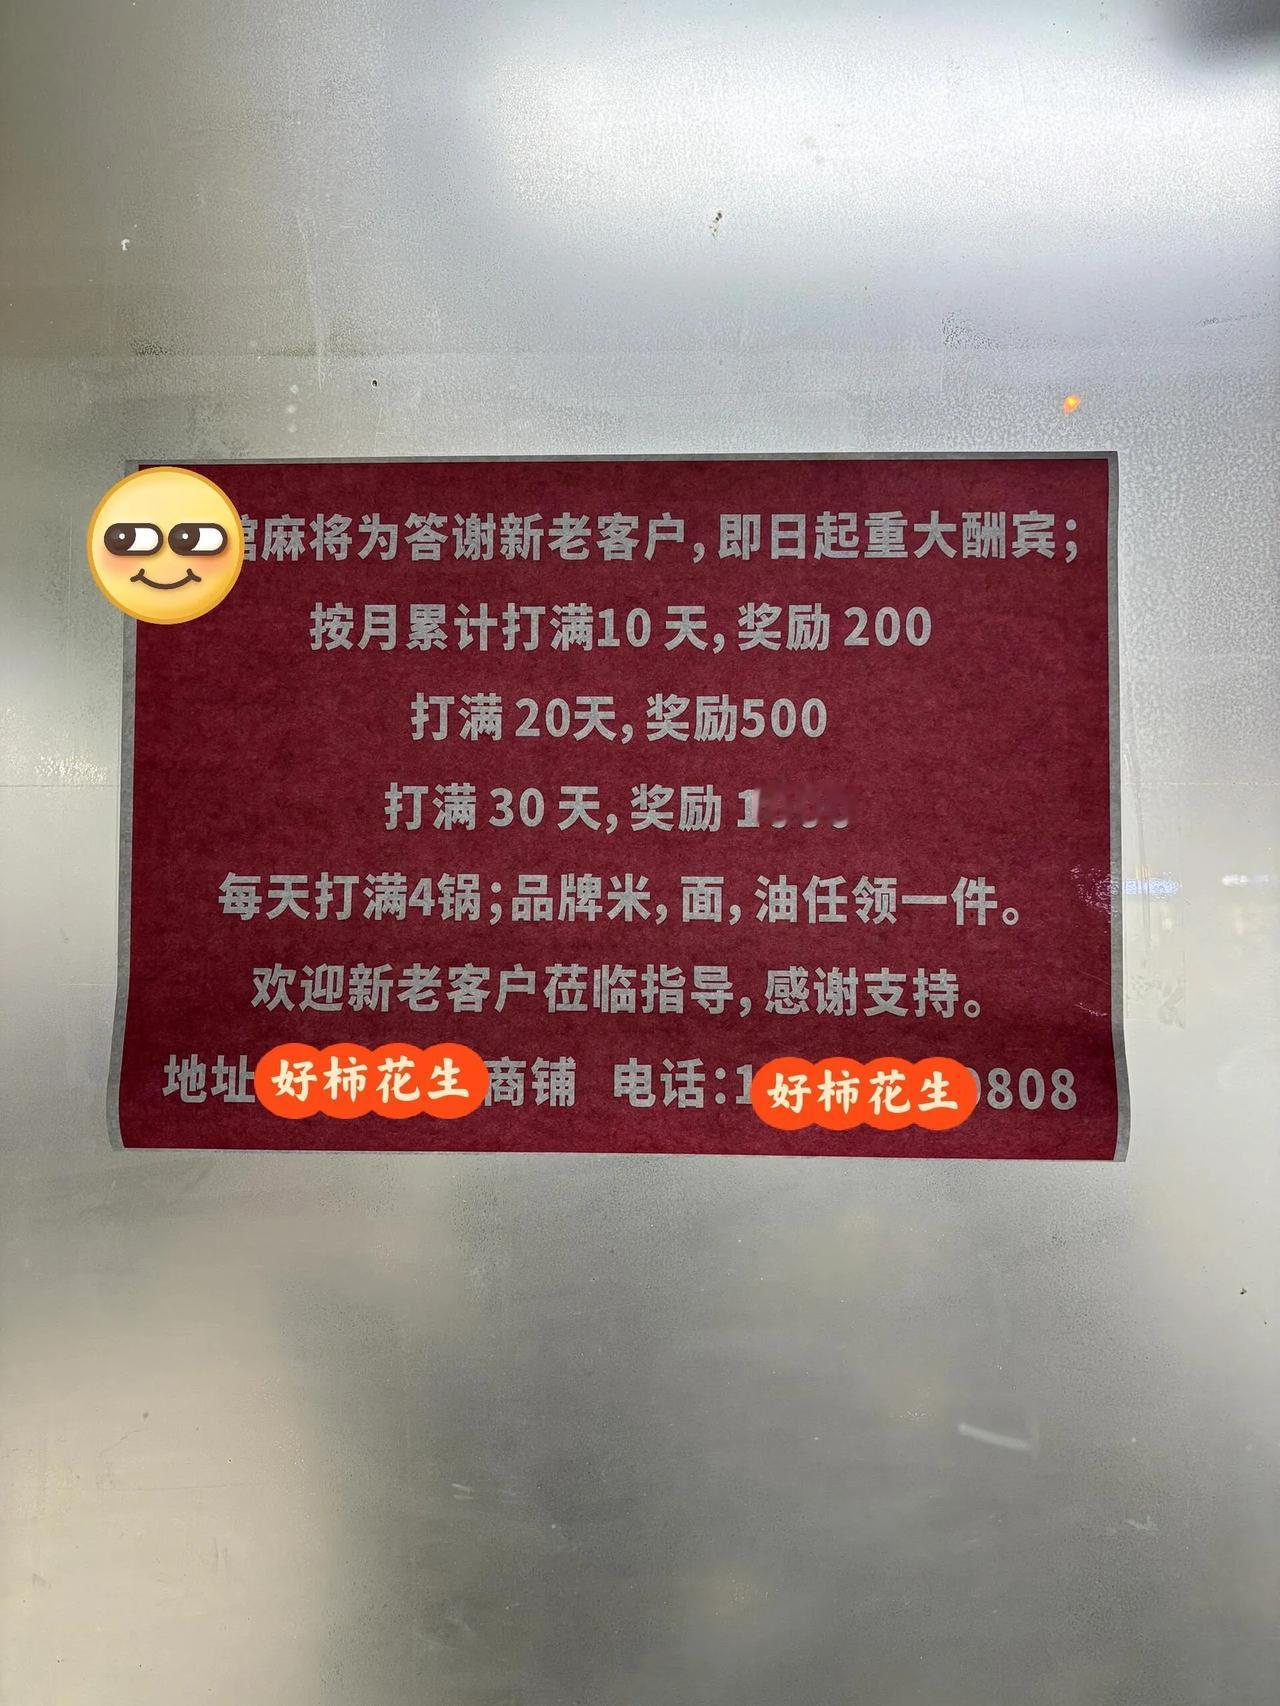 麻将为答谢新老客户,即日起重大酬宾;
按月累计打满10天,奖励200
打满20天,奖励500
打满30天,奖励1
每天打满4锅;品牌米,面,油任领一件。
欢迎新老客户莅临指导,感谢支持。
地址好柿花生商铺 电话:1好柿花生0808